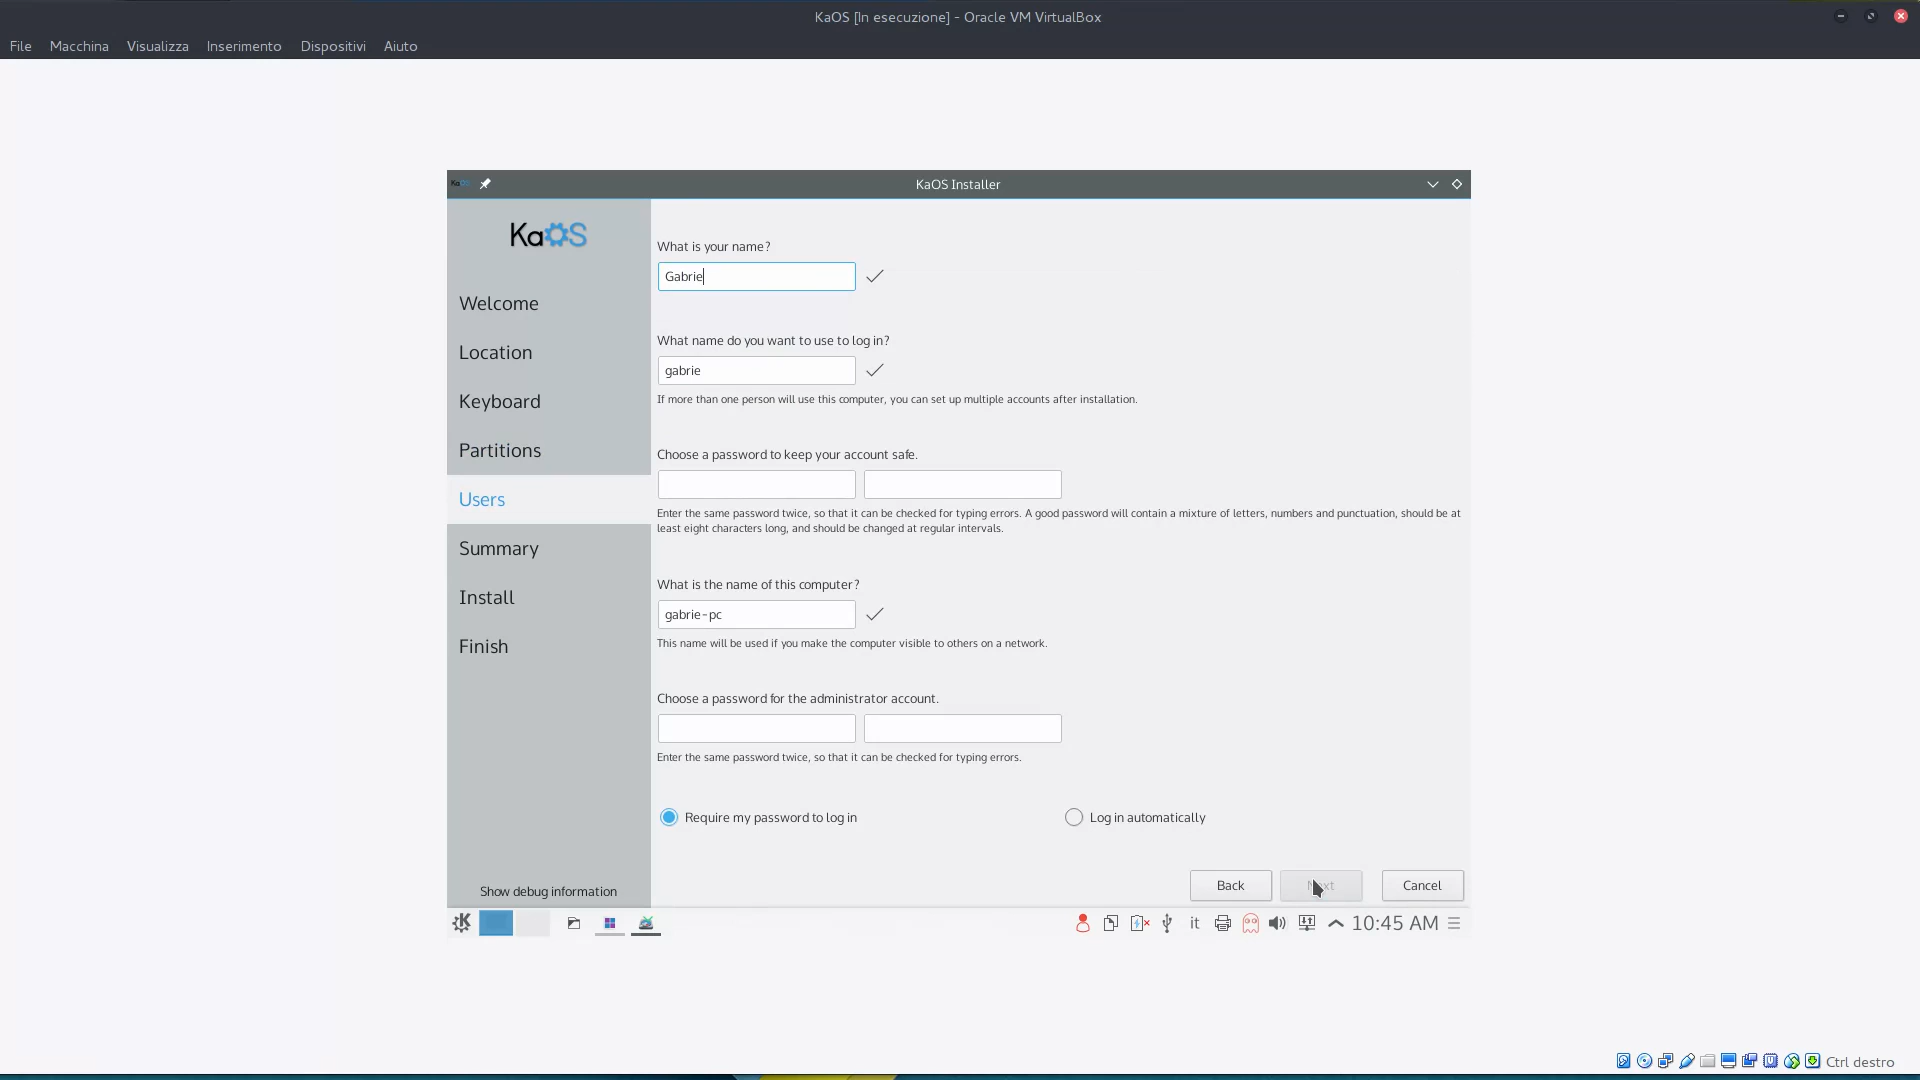 KaOS [In esecuzione] - Oracle VM VirtualBox
File Macchina Visualizza Inserimento Dispositivi Aiuto
KaOS Installer
KaOS
Welcome
Location
Keyboard
Partitions
Users
Summary
Install
Finish
Show debug information
What is your name?
Gabrie
What name do you want to use to log in?
gabrie
If more than one person will use this computer, you can set up multiple accounts after installation.
Choose a password to keep your account safe.
Enter the same password twice, so that it can be checked for typing errors. A good password will contain a mixture of letters, numbers and punctuation, should be at
least eight characters long, and should be changed at regular intervals.
What is the name of this computer?
gabrie-pc
This name will be used if you make the computer visible to others on a network.
Choose a password for the administrator account.
Enter the same password twice, so that it can be checked for typing errors.
Require my password to log in Log in automatically
Back Next Cancel
it 10:45 AM
Ctrl destro